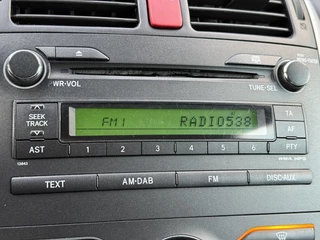 PWR•VOL
TUNE•SEL
SEEK
TRACK
FM1 RADIO538
TA
AF
AST 1 2 3 4 5 6 PTY
TEXT AM•DAB FM DISC•AUX